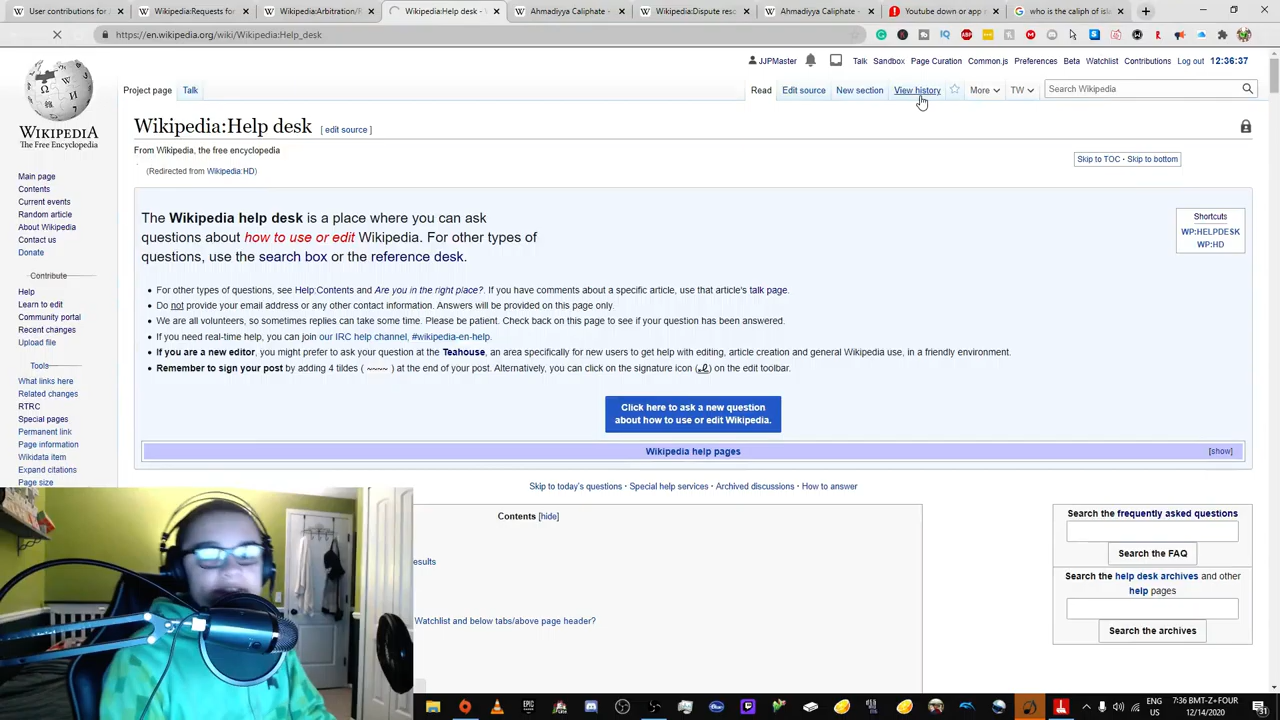 User contributions for A
Wikipedia:Requests for
Wikipedia:Arbitration/R
Wikipedia:Help desk -
Ahmadiyya Caliphate -
Wikipedia:Dispute res
Ahmadiyya Caliphate -
Youtube down or app
who is the caliph of isl
https://en.wikipedia.org/wiki/Wikipedia:Help_desk
JJPMaster Talk Sandbox Page Curation Common.js Preferences Beta Watchlist Contributions Log out 12:36:37
Project page Talk Read Edit source New section View history More TW Search Wikipedia
WIKIPEDIA
The Free Encyclopedia
Main page
Contents
Current events
Random article
About Wikipedia
Contact us
Donate
Contribute
Help
Learn to edit
Community portal
Recent changes
Upload file
Tools
What links here
Related changes
RTRC
Special pages
Permanent link
Page information
Wikidata item
Expand citations
Page size
Wikipedia:Help desk [ edit source ]
From Wikipedia, the free encyclopedia
Skip to TOC · Skip to bottom
(Redirected from Wikipedia:HD)
The Wikipedia help desk is a place where you can ask
questions about how to use or edit Wikipedia. For other types of
questions, use the search box or the reference desk.
Shortcuts
WP:HELPDESK
WP:HD
• For other types of questions, see Help:Contents and Are you in the right place?. If you have comments about a specific article, use that article's talk page.
• Do not provide your email address or any other contact information. Answers will be provided on this page only.
• We are all volunteers, so sometimes replies can take some time. Please be patient. Check back on this page to see if your question has been answered.
• If you need real-time help, you can join our IRC help channel, #wikipedia-en-help.
• If you are a new editor, you might prefer to ask your question at the Teahouse, an area specifically for new users to get help with editing, article creation and general Wikipedia use, in a friendly environment.
• Remember to sign your post by adding 4 tildes ( ~~~~ ) at the end of your post. Alternatively, you can click on the signature icon ( ) on the edit toolbar.
Click here to ask a new question
about how to use or edit Wikipedia.
Wikipedia help pages [show]
Skip to today's questions · Special help services · Archived discussions · How to answer
Contents [hide]
esults
Watchlist and below tabs/above page header?
Search the frequently asked questions
Search the FAQ
Search the help desk archives and other
help pages
Search the archives
ENG
US
7:36 BMT-Z+FOUR
12/14/2020